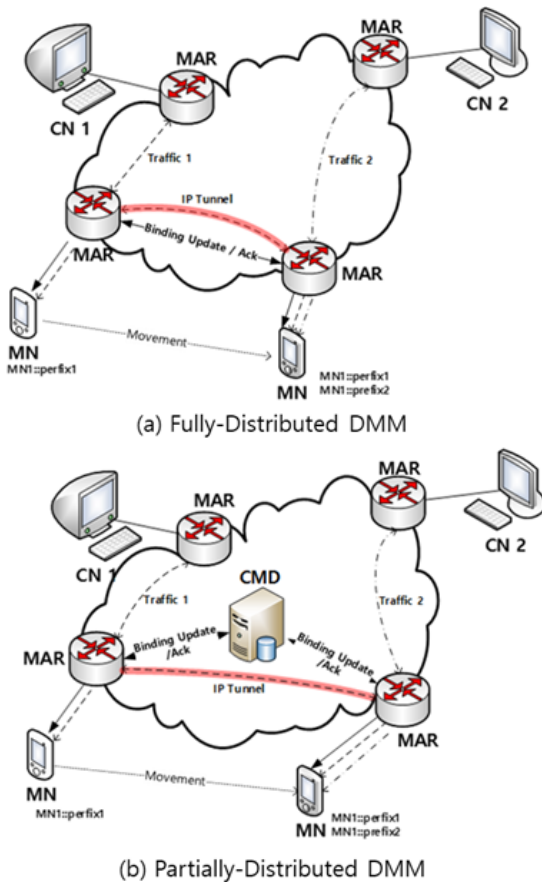 MAR
CN 1
MAR
CN 2
Traffic 1
Traffic 2
IP Tunnel
Binding Update / Ack
MAR
MAR
Movement
MN
MN1::perfix1
MN
MN1::perfix1
MN1::prefix2
(a) Fully-Distributed DMM
MAR
MAR
CN 1
CN 2
CMD
Traffic 1
Traffic 2
Binding Update
/Ack
Binding Update
/Ack
MAR
IP Tunnel
MAR
Movement
MN
MN1::perfix1
MN
MN1::perfix1
MN1::prefix2
(b) Partially-Distributed DMM